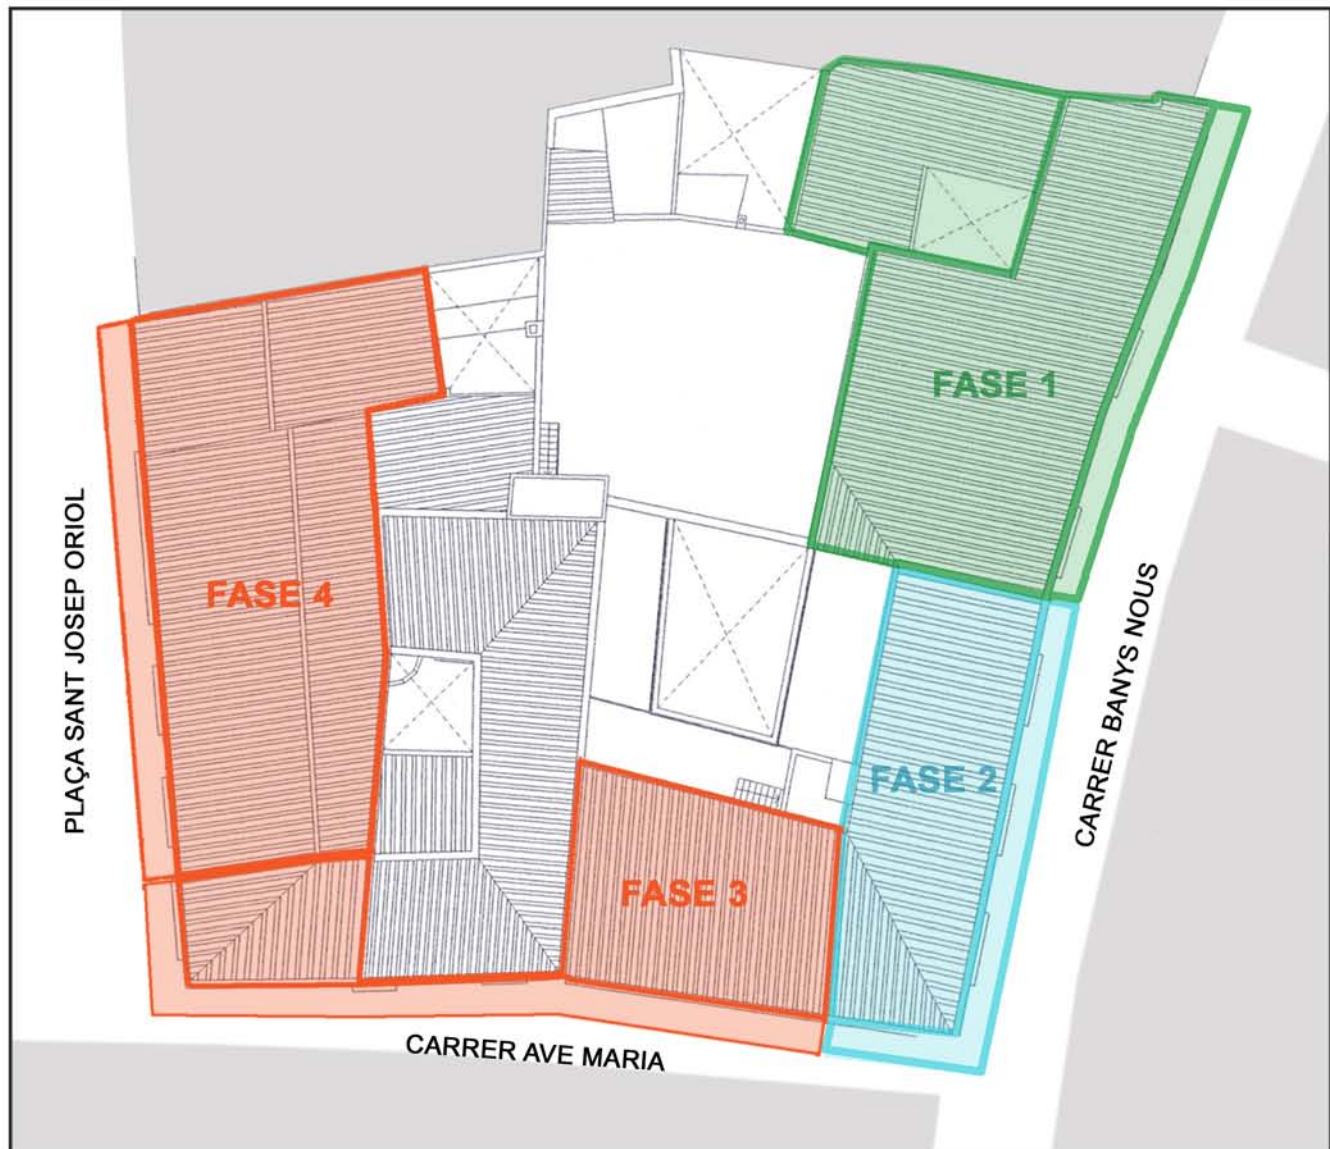 FASE 1
PLAÇA SANT JOSEP ORIOL
FASE 4
CARRER BANYS NOUS
FASE 2
FASE 3
CARRER AVE MARIA